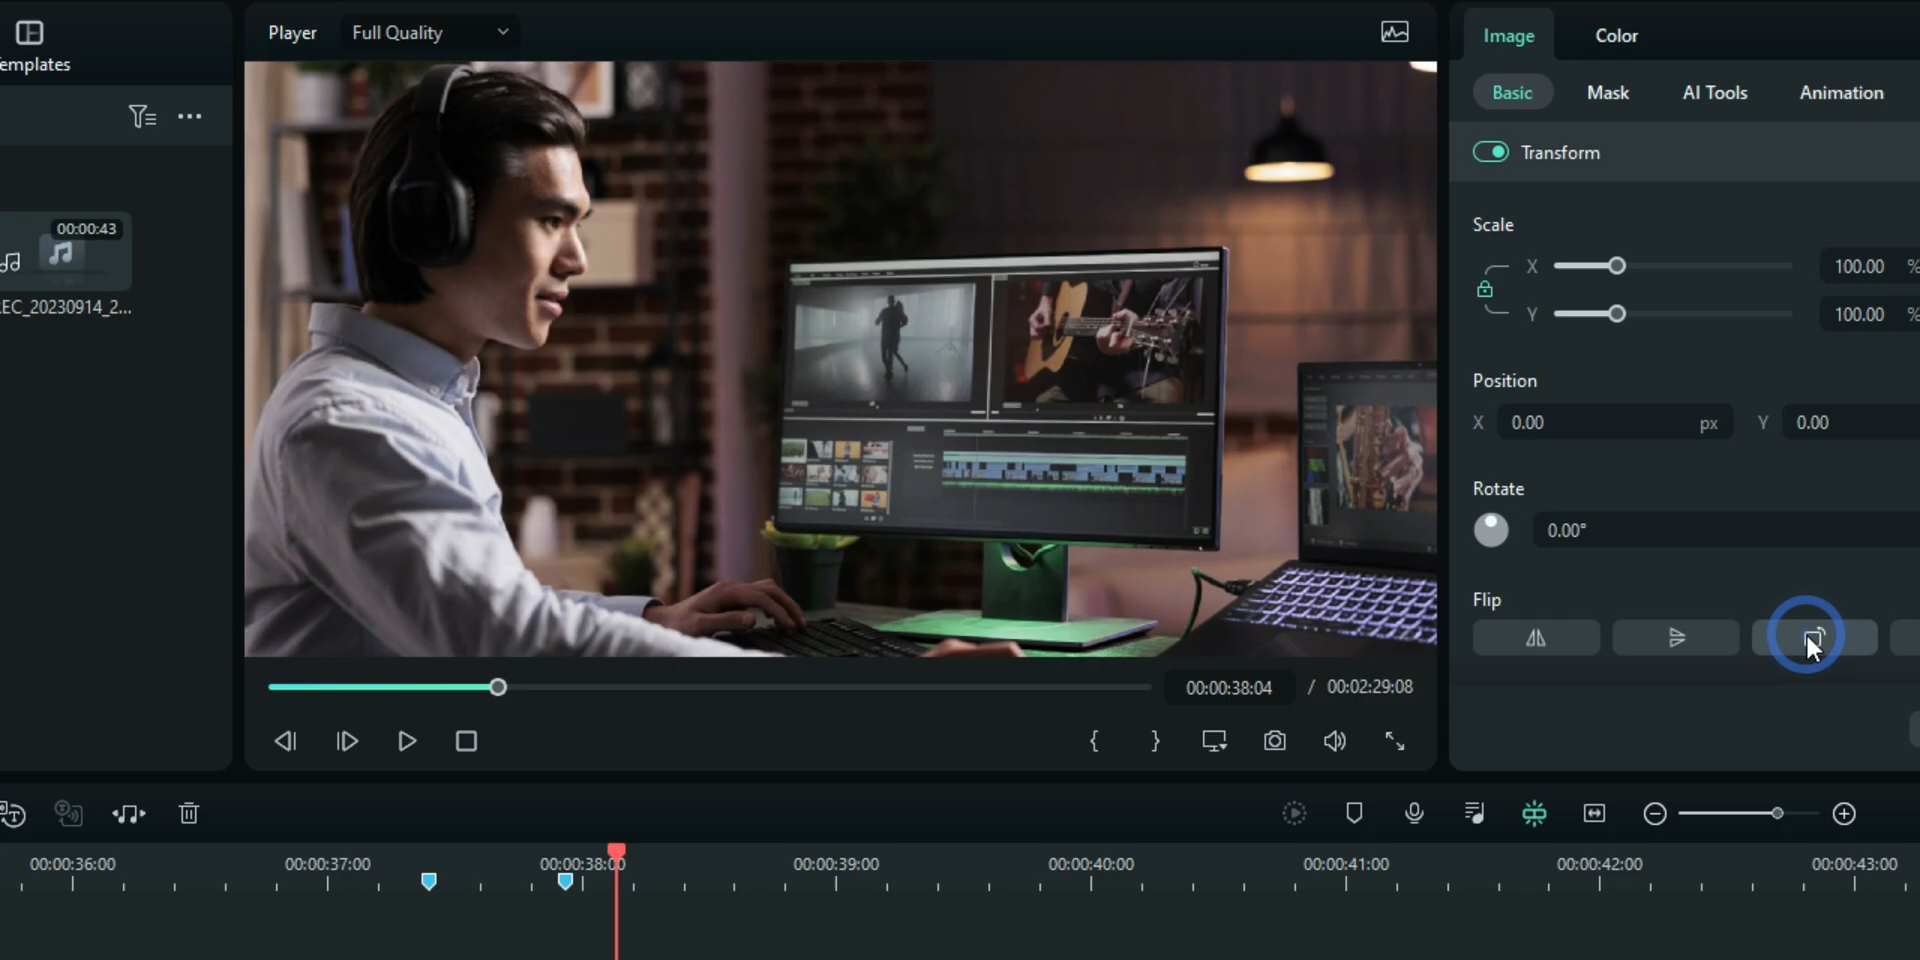 Player
Full Quality
Image
Color
emplates
Basic
Mask
AI Tools
Animation
Transform
Scale
00:00:43
X
100.00
%
EC_20230914_2...
Y
100.00
%
Position
X
0.00
px
Y
0.00
Rotate
0.00°
Flip
00:00:38:04
/
00:02:29:08
00:00:36:00
00:00:37:00
00:00:38:00
00:00:39:00
00:00:40:00
00:00:41:00
00:00:42:00
00:00:43:00